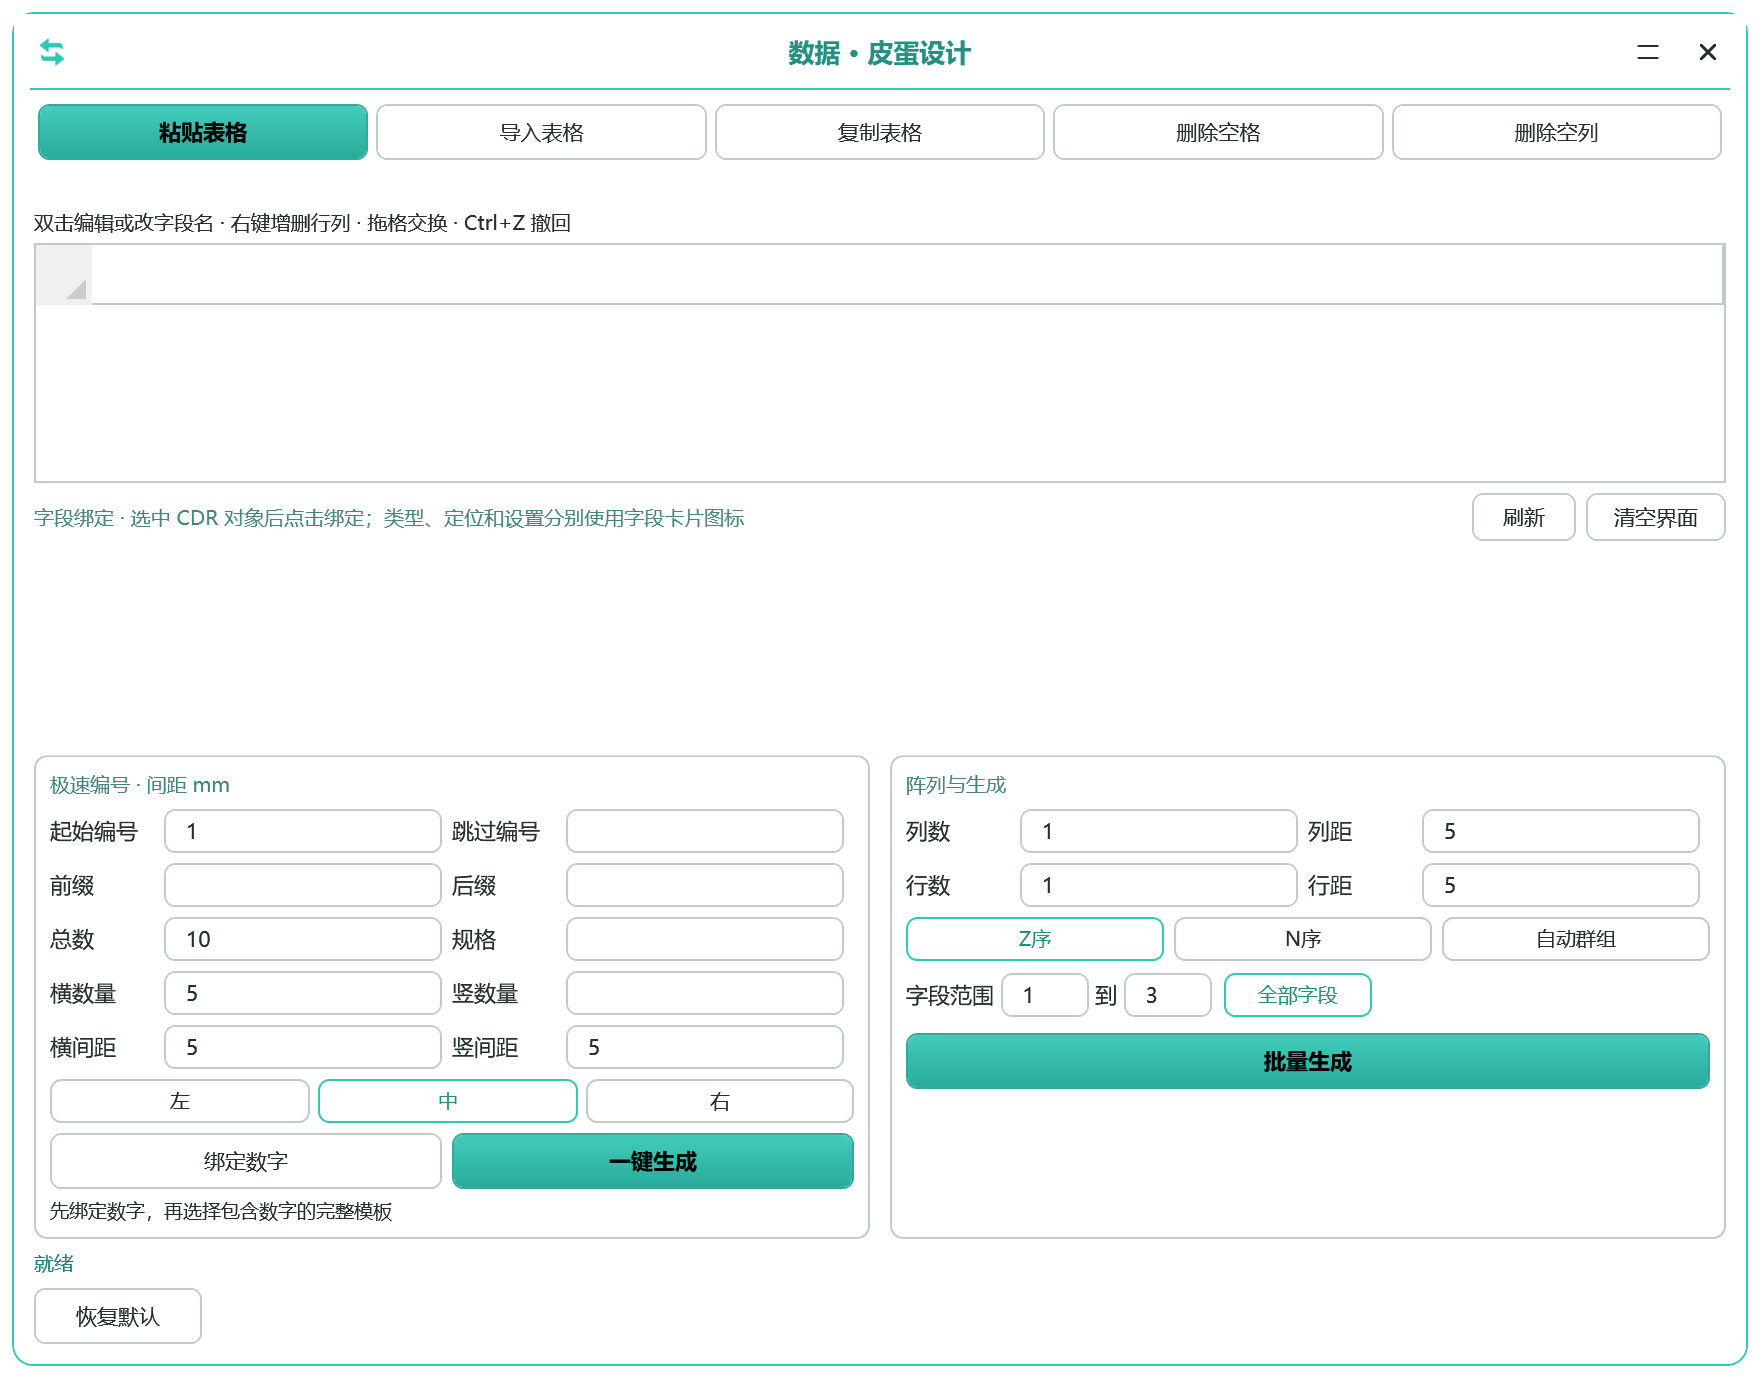 数据 • 皮蛋设计
粘贴表格 导入表格 复制表格 删除空格 删除空列
双击编辑或改字段名 · 右键增删行列 · 拖格交换 · Ctrl+Z 撤回
字段绑定 · 选中 CDR 对象后点击绑定；类型、定位和设置分别使用字段卡片图标
刷新 清空界面
极速编号 · 间距 mm
起始编号 1 跳过编号
前缀 后缀
总数 10 规格
横数量 5 竖数量
横间距 5 竖间距 5
左 中 右
绑定数字 一键生成
先绑定数字，再选择包含数字的完整模板
阵列与生成
列数 1 列距 5
行数 1 行距 5
Z序 N序 自动群组
字段范围 1 到 3 全部字段
批量生成
就绪
恢复默认